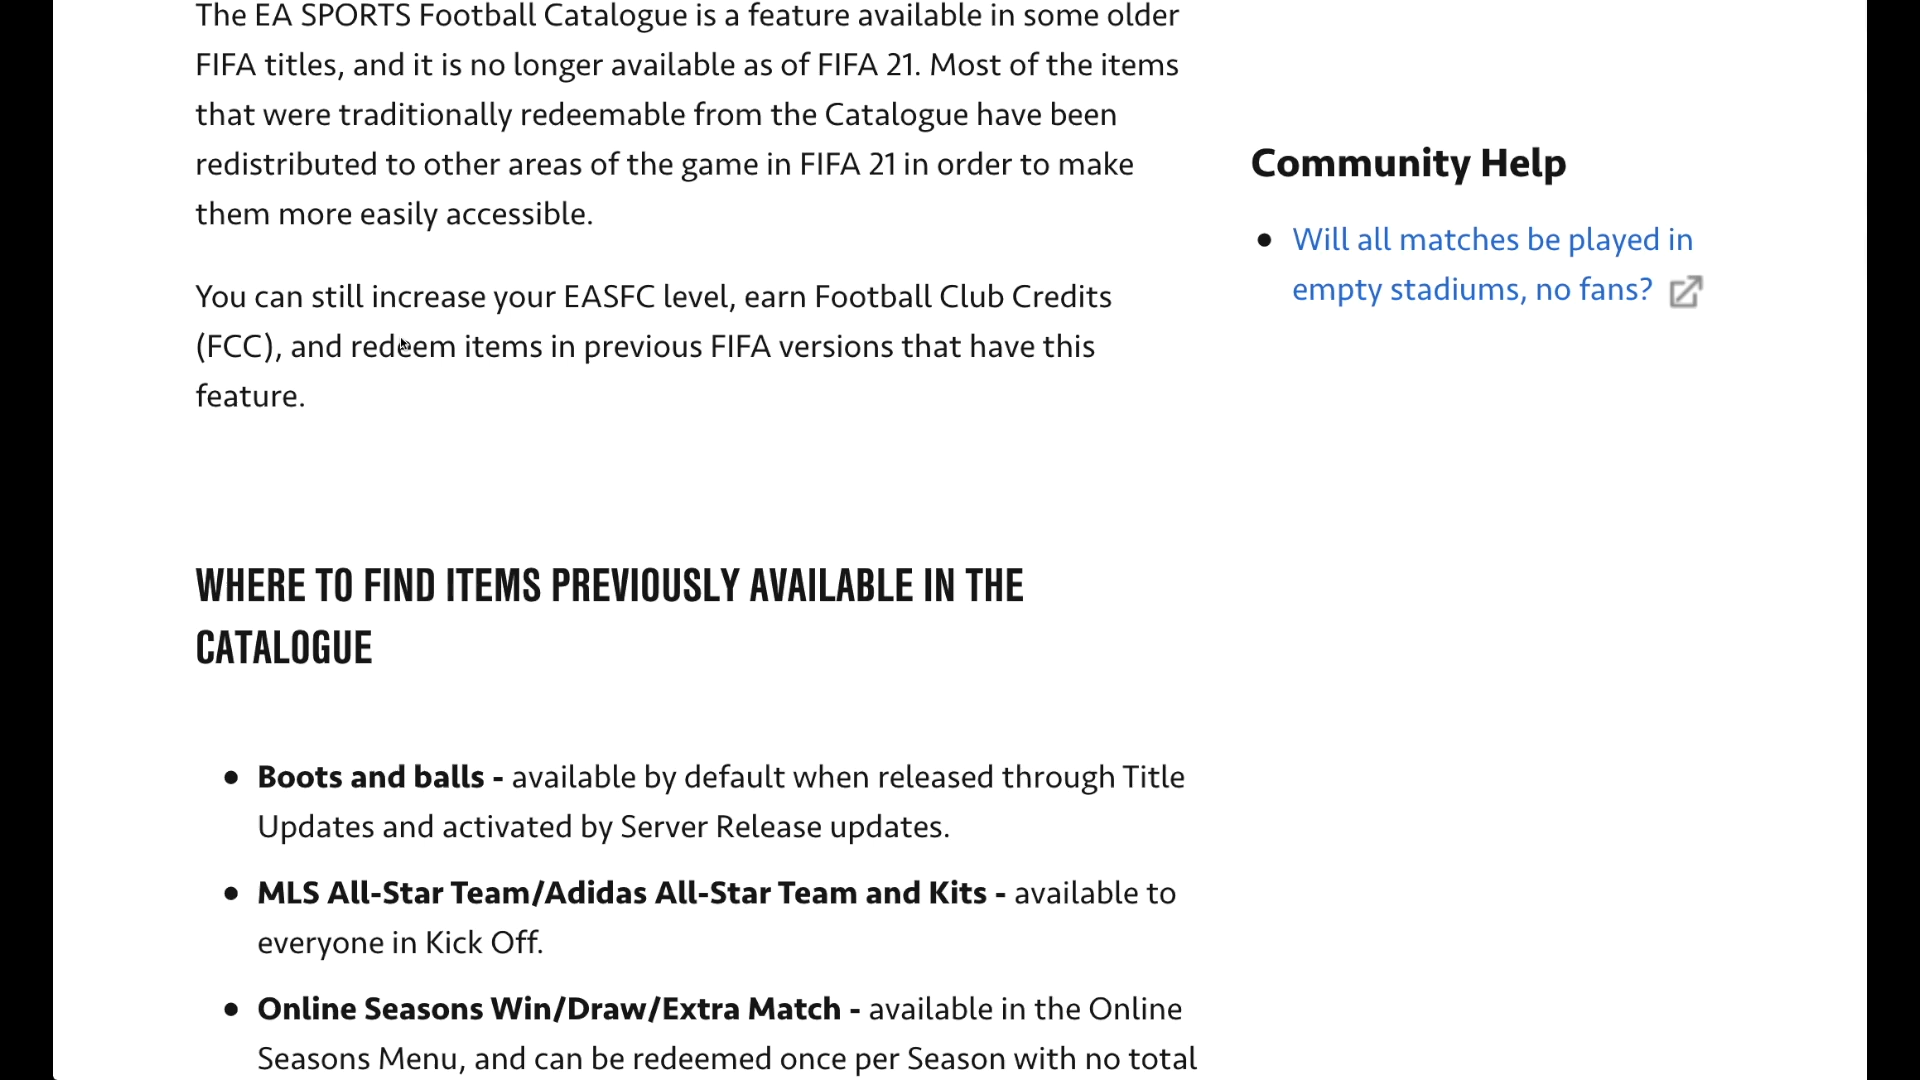 The EA SPORTS Football Catalogue is a feature available in some older
FIFA titles, and it is no longer available as of FIFA 21. Most of the items
that were traditionally redeemable from the Catalogue have been
redistributed to other areas of the game in FIFA 21 in order to make
them more easily accessible.
You can still increase your EASFC level, earn Football Club Credits
(FCC), and redeem items in previous FIFA versions that have this
feature.
WHERE TO FIND ITEMS PREVIOUSLY AVAILABLE IN THE
CATALOGUE
• Boots and balls - available by default when released through Title
Updates and activated by Server Release updates.
• MLS All-Star Team/Adidas All-Star Team and Kits - available to
everyone in Kick Off.
• Online Seasons Win/Draw/Extra Match - available in the Online
Seasons Menu, and can be redeemed once per Season with no total
Community Help
• Will all matches be played in
empty stadiums, no fans?